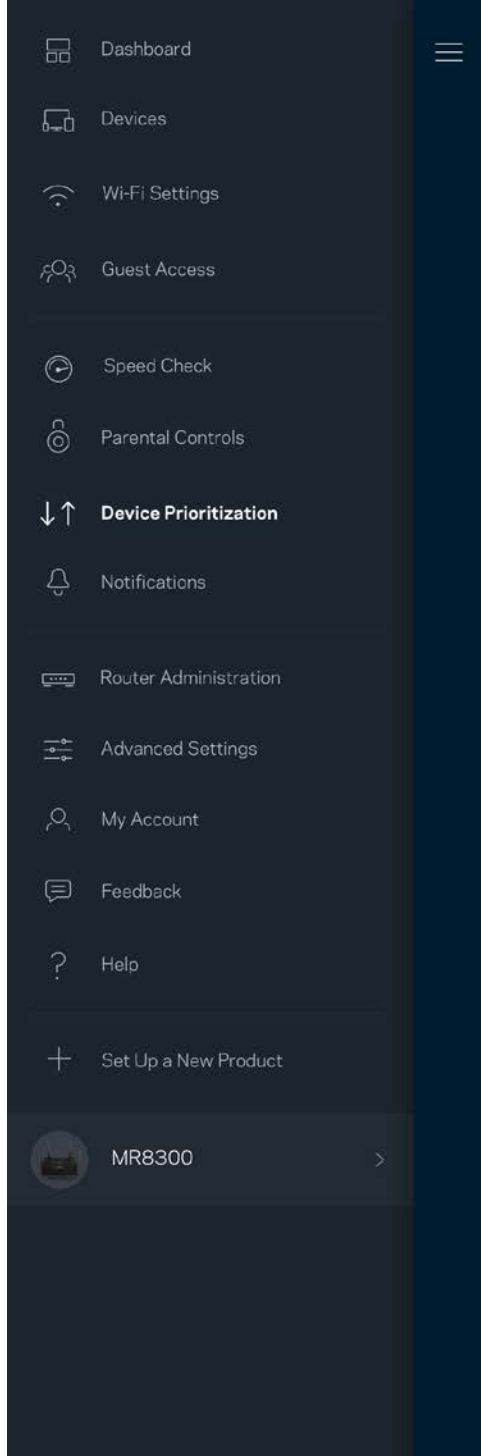 Dashboard
Devices
Wi-Fi Settings
Guest Access
Speed Check
Parental Controls
Device Prioritization
Notifications
Router Administration
Advanced Settings
My Account
Feedback
Help
Set Up a New Product
MR8300